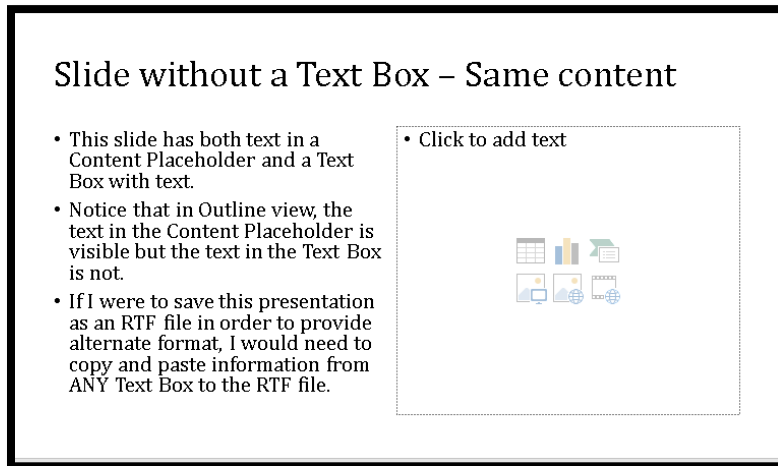 Slide without a Text Box – Same content
• This slide has both text in a
Content Placeholder and a Text
Box with text.
• Notice that in Outline view, the
text in the Content Placeholder is
visible but the text in the Text Box
is not.
• If I were to save this presentation
as an RTF file in order to provide
alternate format, I would need to
copy and paste information from
ANY Text Box to the RTF file.
• Click to add text